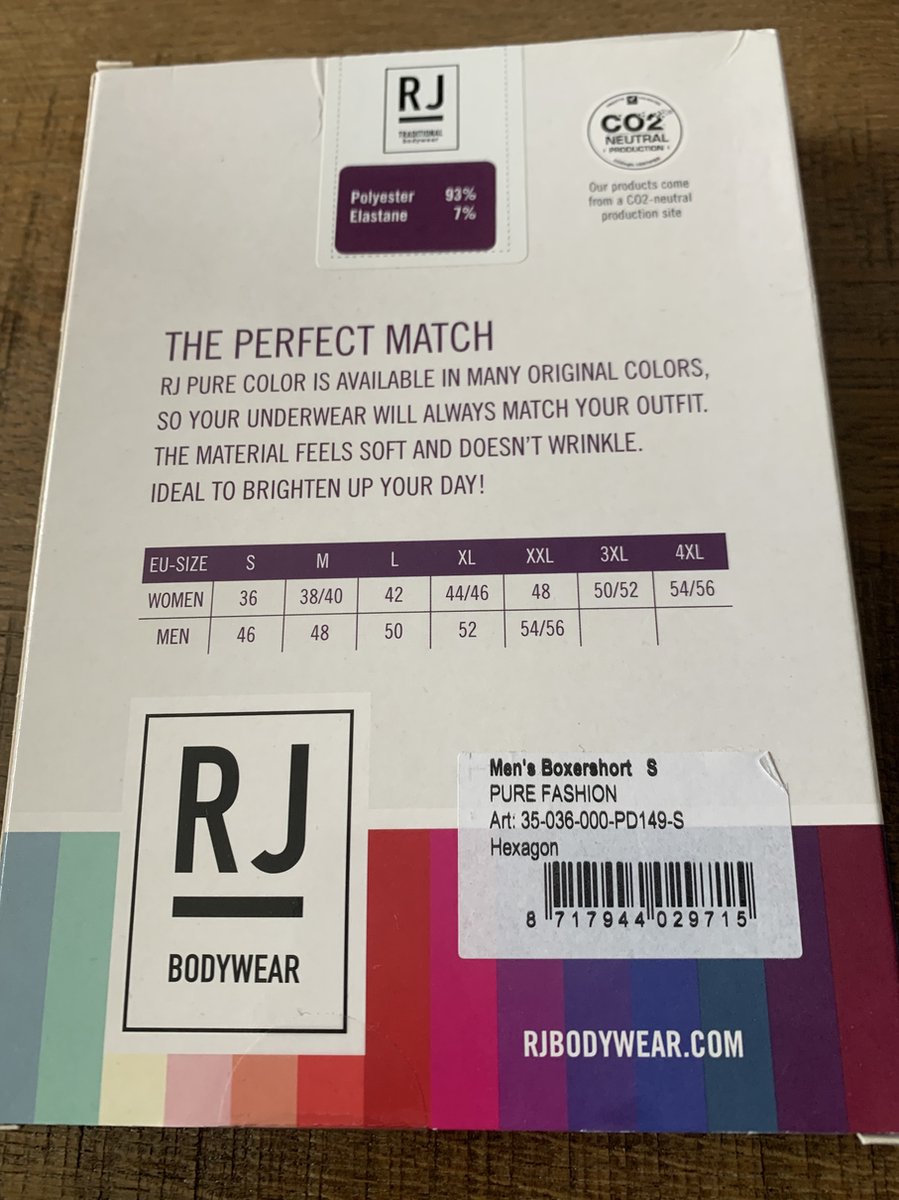 RJ
TRADITIONAL
bodywear
Polyester 93%
Elastane 7%
CO2
NEUTRAL
PRODUCTION
Our products come
from a CO2-neutral
production site
THE PERFECT MATCH
RJ PURE COLOR IS AVAILABLE IN MANY ORIGINAL COLORS,
SO YOUR UNDERWEAR WILL ALWAYS MATCH YOUR OUTFIT.
THE MATERIAL FEELS SOFT AND DOESN'T WRINKLE.
IDEAL TO BRIGHTEN UP YOUR DAY!
EU-SIZE S M L XL XXL 3XL 4XL
WOMEN 36 38/40 42 44/46 48 50/52 54/56
MEN 46 48 50 52 54/56
RJ
BODYWEAR
Men's Boxershort S
PURE FASHION
Art: 35-036-000-PD149-S
Hexagon
8 717944 029715
RJBODYWEAR.COM